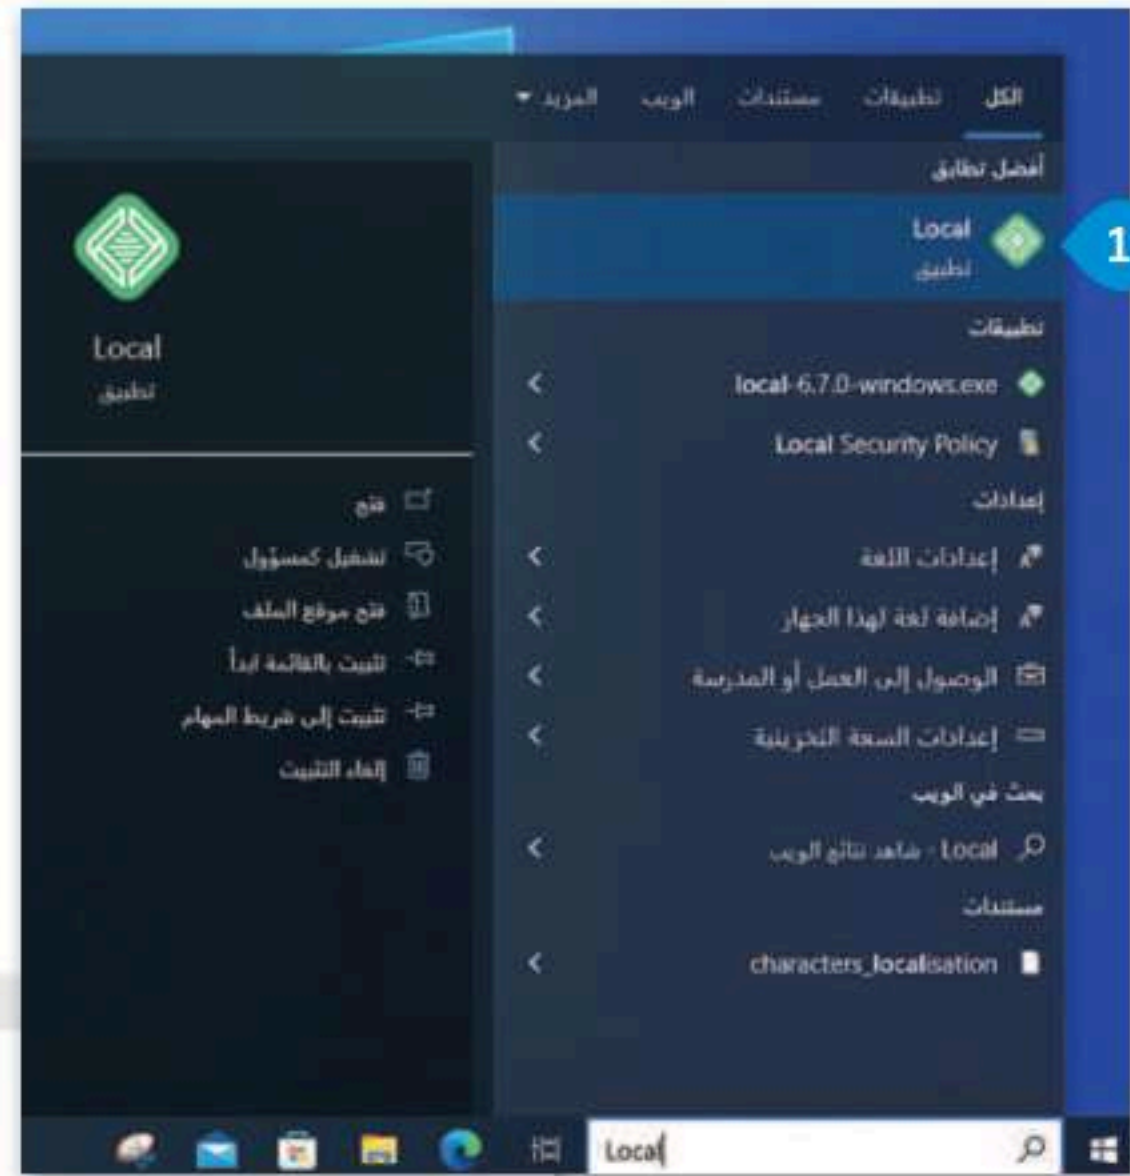 الكل تطبيقات مستندات الويب المزيد
أفضل تطابق
Local
تطبيق
1
تطبيقات
local-6.7.0-windows.exe
Local Security Policy
إعدادات
إعدادات اللغة
إضافة لغة لهذا الجهاز
الوصول إلى العمل أو المدرسة
إعدادات السعة التخزينية
بحث في الويب
Local - شاهد نتائج الويب
مستندات
characters_localisation
Local
تطبيق
فتح
تشغيل كمسؤول
فتح موقع الملف
تثبيت بالقائمة ابدأ
تثبيت إلى شريط المهام
إلغاء التثبيت
Local